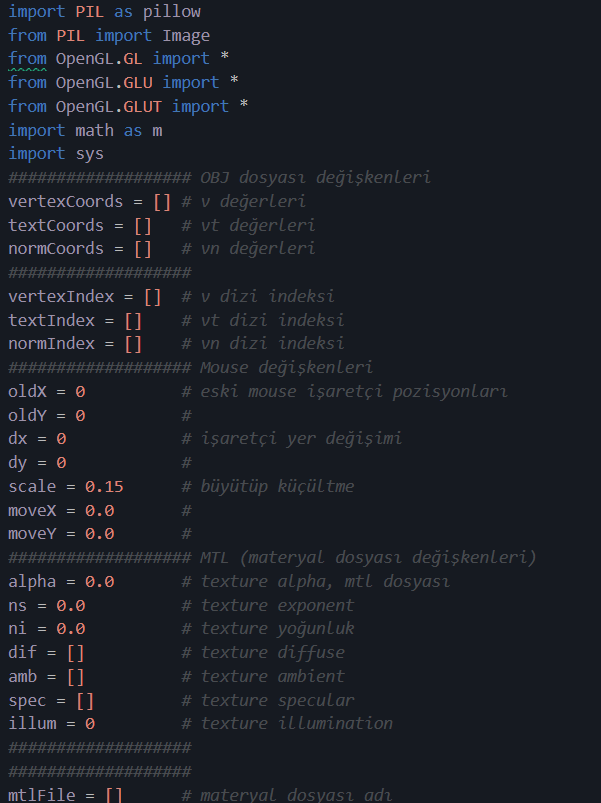 import PIL as pillow
from PIL import Image
from OpenGL.GL import *
from OpenGL.GLU import *
from OpenGL.GLUT import *
import math as m
import sys
################### OBJ dosyası değişkenleri
vertexCoords = [] # v değerleri
textCoords = []   # vt değerleri
normCoords = []   # vn değerleri
###################
vertexIndex = []  # v dizi indeksi
textIndex = []    # vt dizi indeksi
normIndex = []    # vn dizi indeksi
################### Mouse değişkenleri
oldX = 0          # eski mouse işaretçi pozisyonları
oldY = 0          #
dx = 0            # işaretçi yer değişimi
dy = 0            #
scale = 0.15      # büyütüp küçültme
moveX = 0.0       #
moveY = 0.0       #
################### MTL (materyal dosyası değişkenleri)
alpha = 0.0       # texture alpha, mtl dosyası
ns = 0.0          # texture exponent
ni = 0.0          # texture yoğunluk
dif = []          # texture diffuse
amb = []          # texture ambient
spec = []         # texture specular
illum = 0         # texture illumination
###################
###################
mtlFile = []      # materyal dosyası adı